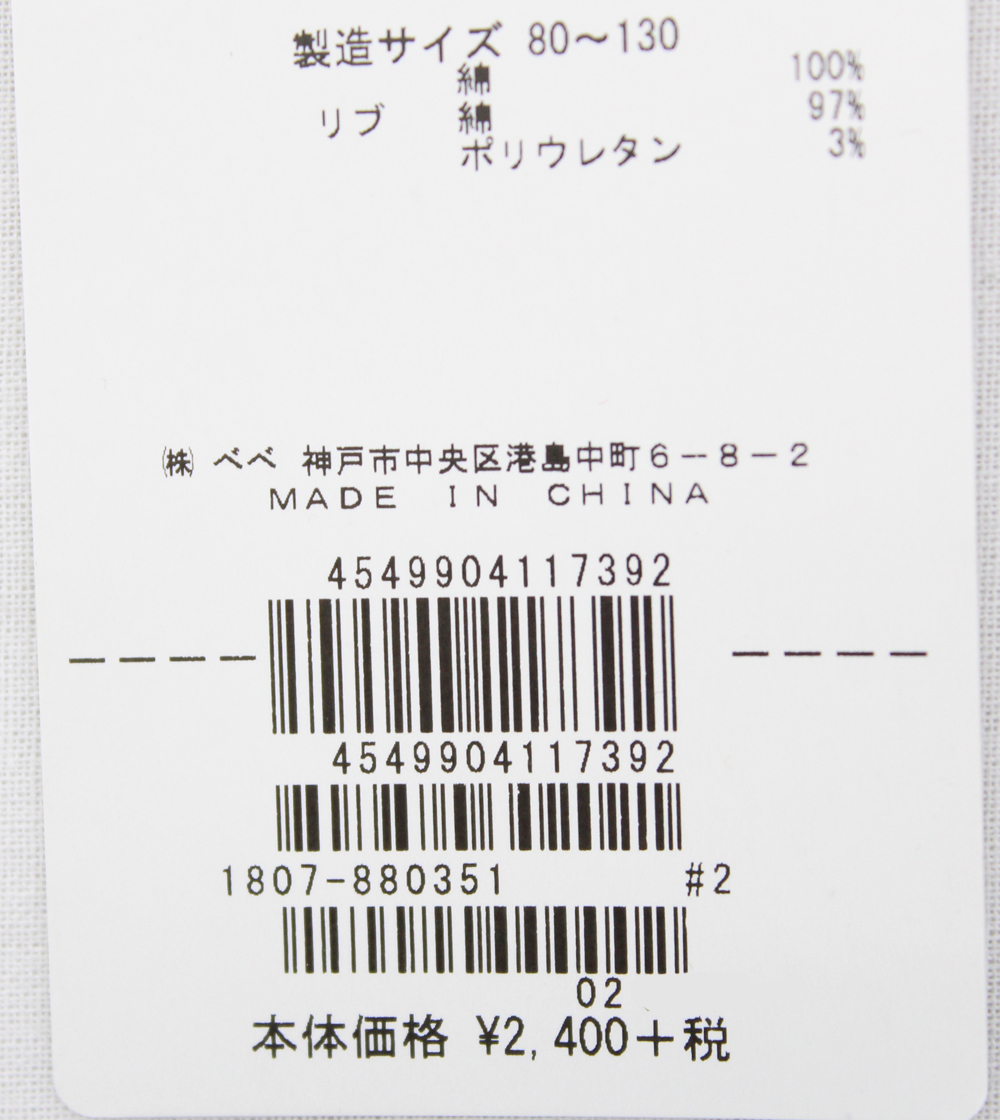 製造サイズ 80〜130
綿 100%
リブ 綿 97%
ポリウレタン 3%
㈱ べべ 神戸市中央区港島中町6－8－2
MADE IN CHINA
4549904117392
4549904117392
1807-880351 #2
02
本体価格 ¥2,400＋税